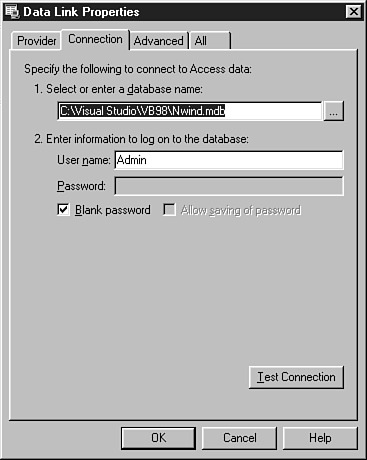 Data Link Properties
Provider Connection Advanced All
Specify the following to connect to Access data:
1. Select or enter a database name:
C:\Visual Studio\VB98\Nwind.mdb ...
2. Enter information to log on to the database:
User name: Admin
Password:
Blank password Allow saving of password
Test Connection
OK Cancel Help